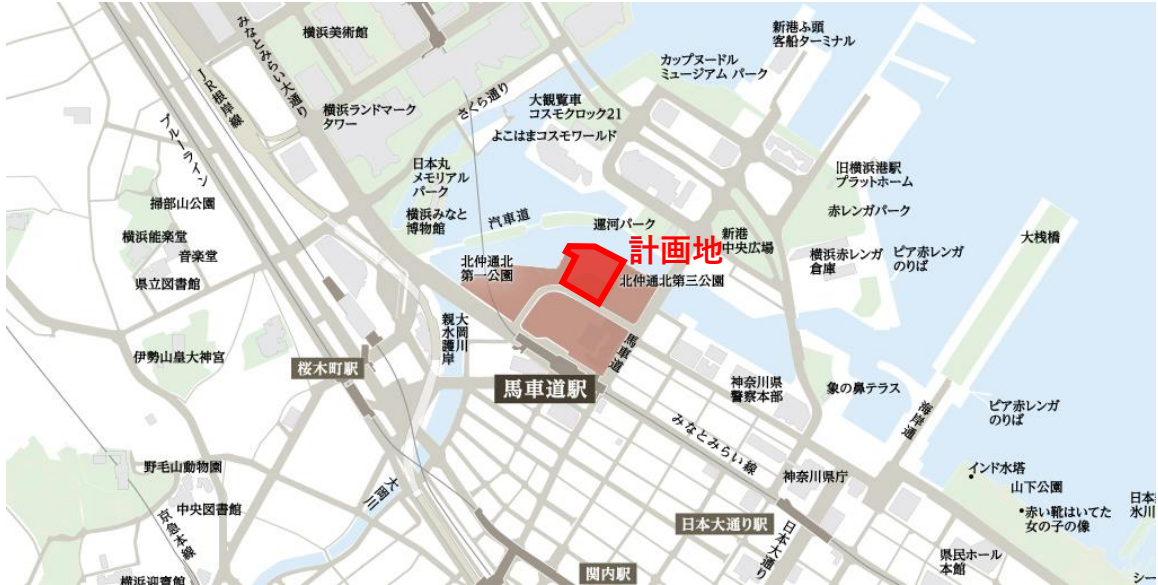 みなとみらい大通り
横浜美術館
新港ふ頭
客船ターミナル
カップヌードル
ミュージアム パーク
JR根岸線
さくら通り
大観覧車
コスモクロック21
横浜ランドマーク
タワー
よこはまコスモワールド
ブルーライン
日本丸
メモリアル
パーク
旧横浜港駅
プラットホーム
掃部山公園
汽車道
横浜みなと
博物館
運河パーク
赤レンガパーク
新港
中央広場
横浜能楽堂
音楽堂
計画地
大桟橋
横浜赤レンガ
倉庫
ピア赤レンガ
のりば
北仲通北
第一公園
北仲通北第三公園
県立図書館
大岡川
親水護岸
馬車道
伊勢山皇大神宮
桜木町駅
馬車道駅
神奈川県
警察本部
象の鼻テラス
海岸通
ピア赤レンガ
のりば
みなとみらい線
野毛山動物園
大岡川
神奈川県庁
インド水塔
山下公園
中央図書館
京急本線
赤い靴はいてた
女の子の像
日本
氷川
日本大通り駅
日本大通り
県民ホール
本館
関内駅
横浜迎賓館
シー